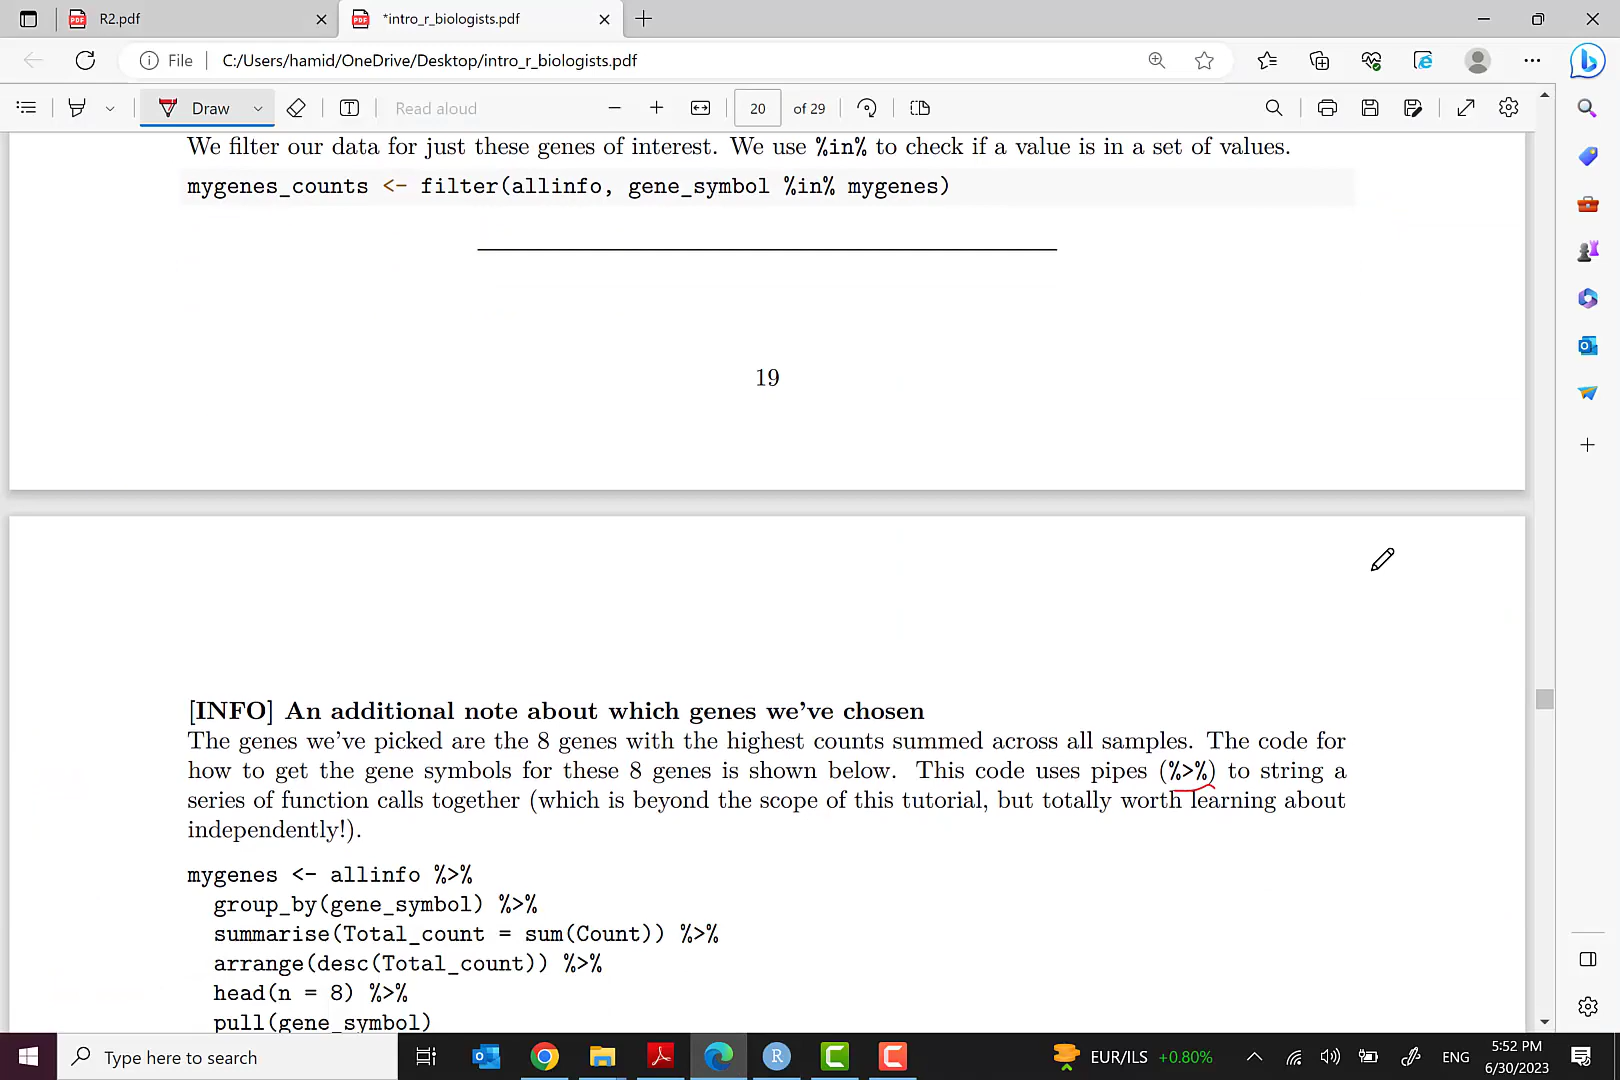 R2.pdf
*intro_r_biologists.pdf
File
C:/Users/hamid/OneDrive/Desktop/intro_r_biologists.pdf
Draw
Read aloud
20
of 29
We filter our data for just these genes of interest. We use %in% to check if a value is in a set of values.
mygenes_counts <- filter(allinfo, gene_symbol %in% mygenes)
19
[INFO] An additional note about which genes we've chosen
The genes we've picked are the 8 genes with the highest counts summed across all samples. The code for
how to get the gene symbols for these 8 genes is shown below. This code uses pipes (%>%) to string a
series of function calls together (which is beyond the scope of this tutorial, but totally worth learning about
independently!).
mygenes <- allinfo %>%
group_by(gene_symbol) %>%
summarise(Total_count = sum(Count)) %>%
arrange(desc(Total_count)) %>%
head(n = 8) %>%
pull(gene_symbol)
Type here to search
EUR/ILS +0.80%
ENG
5:52 PM
6/30/2023